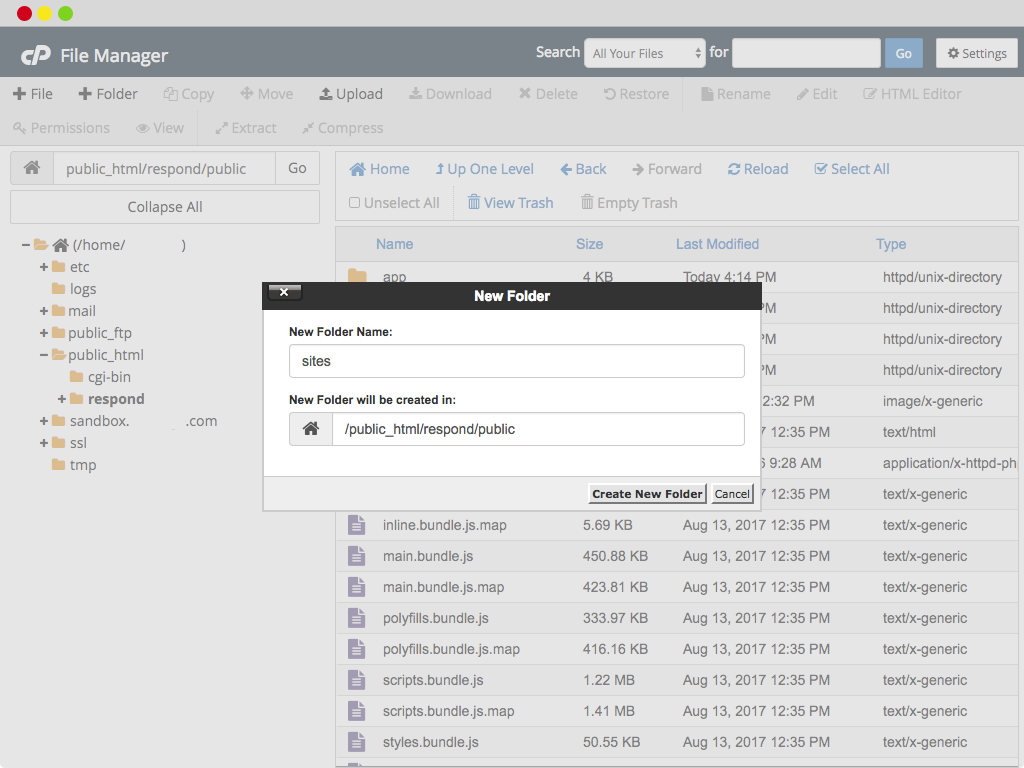 cP File Manager Search All Your Files for Go Settings
File Folder Copy Move Upload Download Delete Restore Rename Edit HTML Editor
Permissions View Extract Compress
public_html/respond/public Go
Collapse All
(/home/ )
etc
logs
mail
public_ftp
public_html
cgi-bin
respond
sandbox. .com
ssl
tmp
Home Up One Level Back Forward Reload Select All
Unselect All View Trash Empty Trash
Name Size Last Modified Type
app 4 KB Today 4:14 PM httpd/unix-directory
PM httpd/unix-directory
PM httpd/unix-directory
PM httpd/unix-directory
2:32 PM image/x-generic
7 12:35 PM text/html
6 9:28 AM application/x-httpd-ph
7 12:35 PM text/x-generic
inline.bundle.js.map 5.69 KB Aug 13, 2017 12:35 PM text/x-generic
main.bundle.js 450.88 KB Aug 13, 2017 12:35 PM text/x-generic
main.bundle.js.map 423.81 KB Aug 13, 2017 12:35 PM text/x-generic
polyfills.bundle.js 333.97 KB Aug 13, 2017 12:35 PM text/x-generic
polyfills.bundle.js.map 416.16 KB Aug 13, 2017 12:35 PM text/x-generic
scripts.bundle.js 1.22 MB Aug 13, 2017 12:35 PM text/x-generic
scripts.bundle.js.map 1.41 MB Aug 13, 2017 12:35 PM text/x-generic
styles.bundle.js 50.55 KB Aug 13, 2017 12:35 PM text/x-generic
New Folder
New Folder Name:
sites
New Folder will be created in:
/public_html/respond/public
Create New Folder Cancel